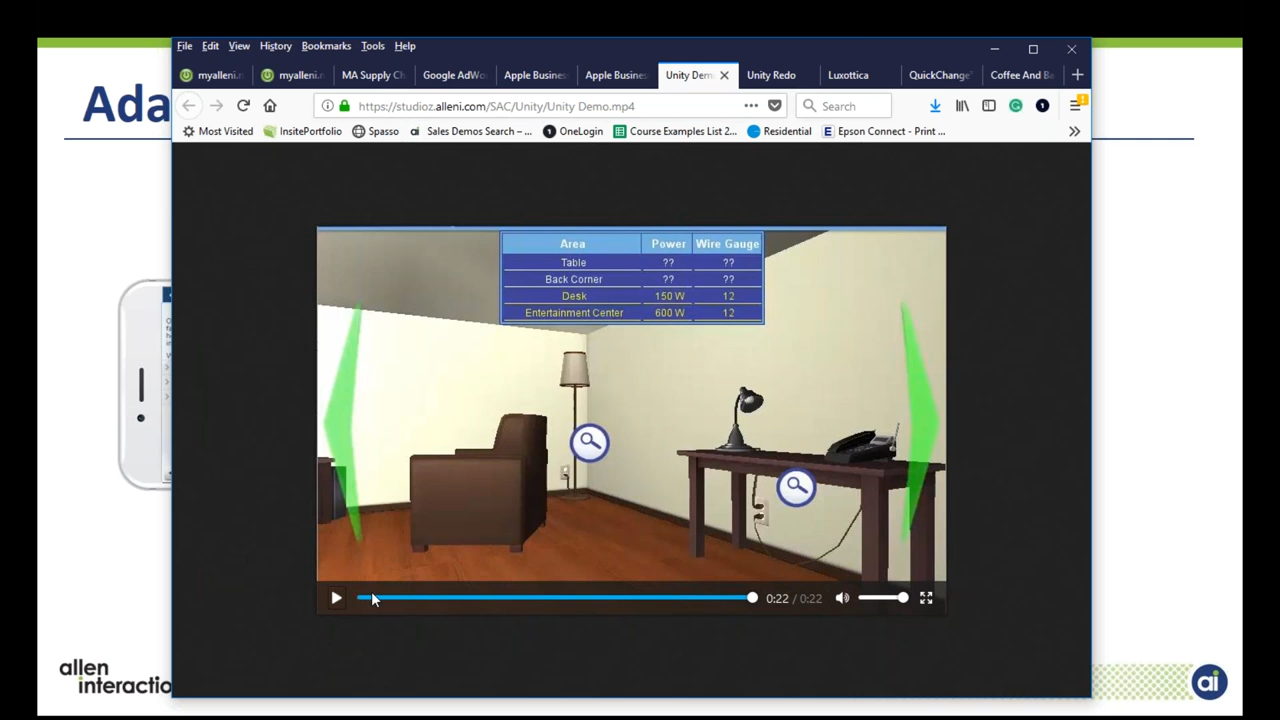 File Edit View History Bookmarks Tools Help
myalleni. myalleni. MA Supply Ch Google AdWo Apple Busines Apple Busines Unity Dem Unity Redo Luxottica QuickChange Coffee And Ba
https://studioz.alleni.com/SAC/Unity/Unity Demo.mp4 Search
Most Visited InsitePortfolio Spasso Sales Demos Search – ... OneLogin Course Examples List 2... Residential Epson Connect - Print ...
Ada
Area Power Wire Gauge
Table ?? ??
Back Corner ?? ??
Desk 150 W 12
Entertainment Center 600 W 12
0:22 / 0:22
allen
interactio
ai